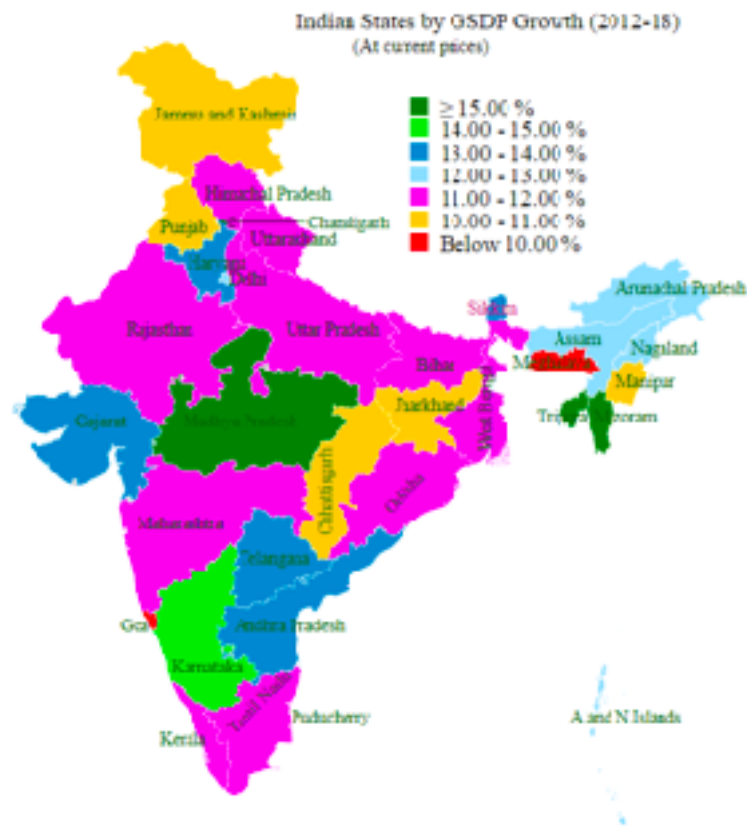 Indian States by GSDP Growth (2012-18)
(At current prices)
≥ 15.00 %
14.00 - 15.00 %
13.00 - 14.00 %
12.00 - 13.00 %
11.00 - 12.00 %
10.00 - 11.00 %
Below 10.00 %
Jammu and Kashmir
Himachal Pradesh
Punjab
Chandigarh
Uttarakhand
Haryana
Delhi
Arunachal Pradesh
Sikkim
Rajasthan
Uttar Pradesh
Assam
Nagaland
Bihar
Meghalaya
Manipur
Jharkhand
Gujarat
Madhya Pradesh
West Bengal
Tripura
Mizoram
Chhattisgarh
Odisha
Maharashtra
Telangana
Goa
Andhra Pradesh
Karnataka
Tamil Nadu
Puducherry
A and N Islands
Kerala